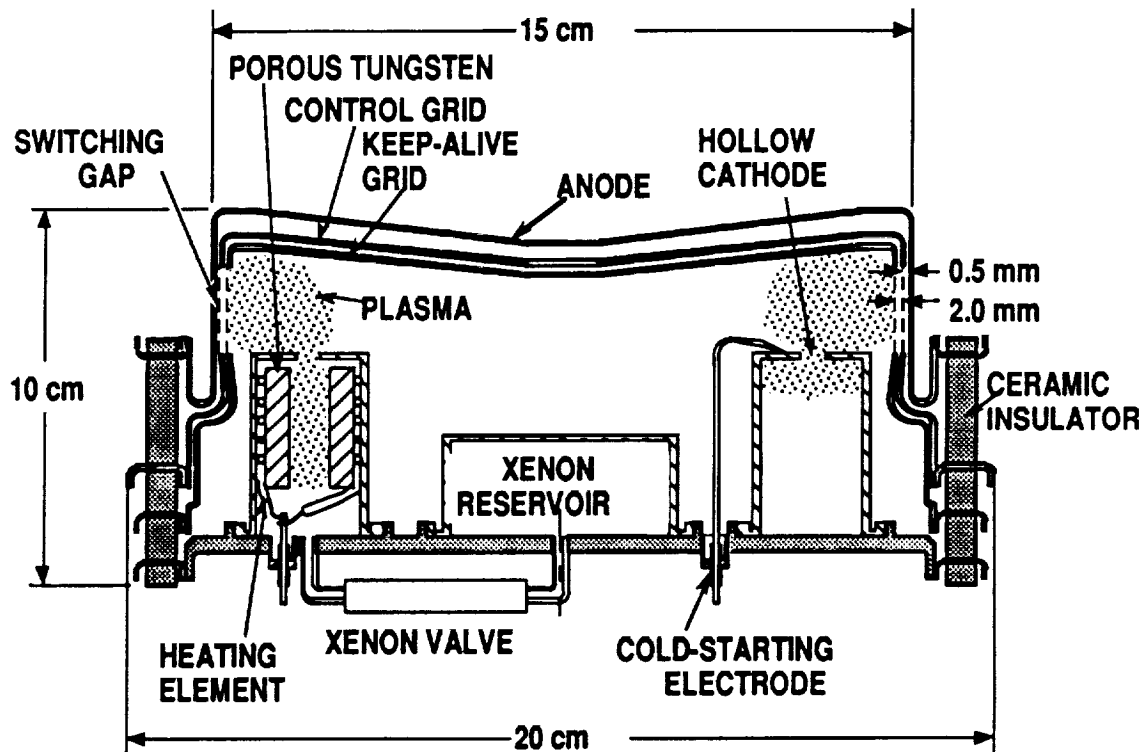 15 cm
POROUS TUNGSTEN
CONTROL GRID
KEEP-ALIVE
GRID
SWITCHING
GAP
HOLLOW
CATHODE
ANODE
0.5 mm
2.0 mm
PLASMA
10 cm
CERAMIC
INSULATOR
XENON
RESERVOIR
XENON VALVE
HEATING
ELEMENT
COLD-STARTING
ELECTRODE
20 cm